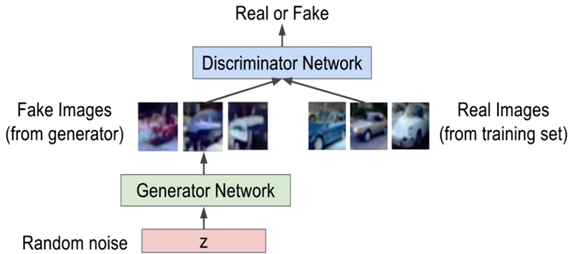 Real or Fake
Discriminator Network
Fake Images
(from generator)
Real Images
(from training set)
Generator Network
Random noise
z